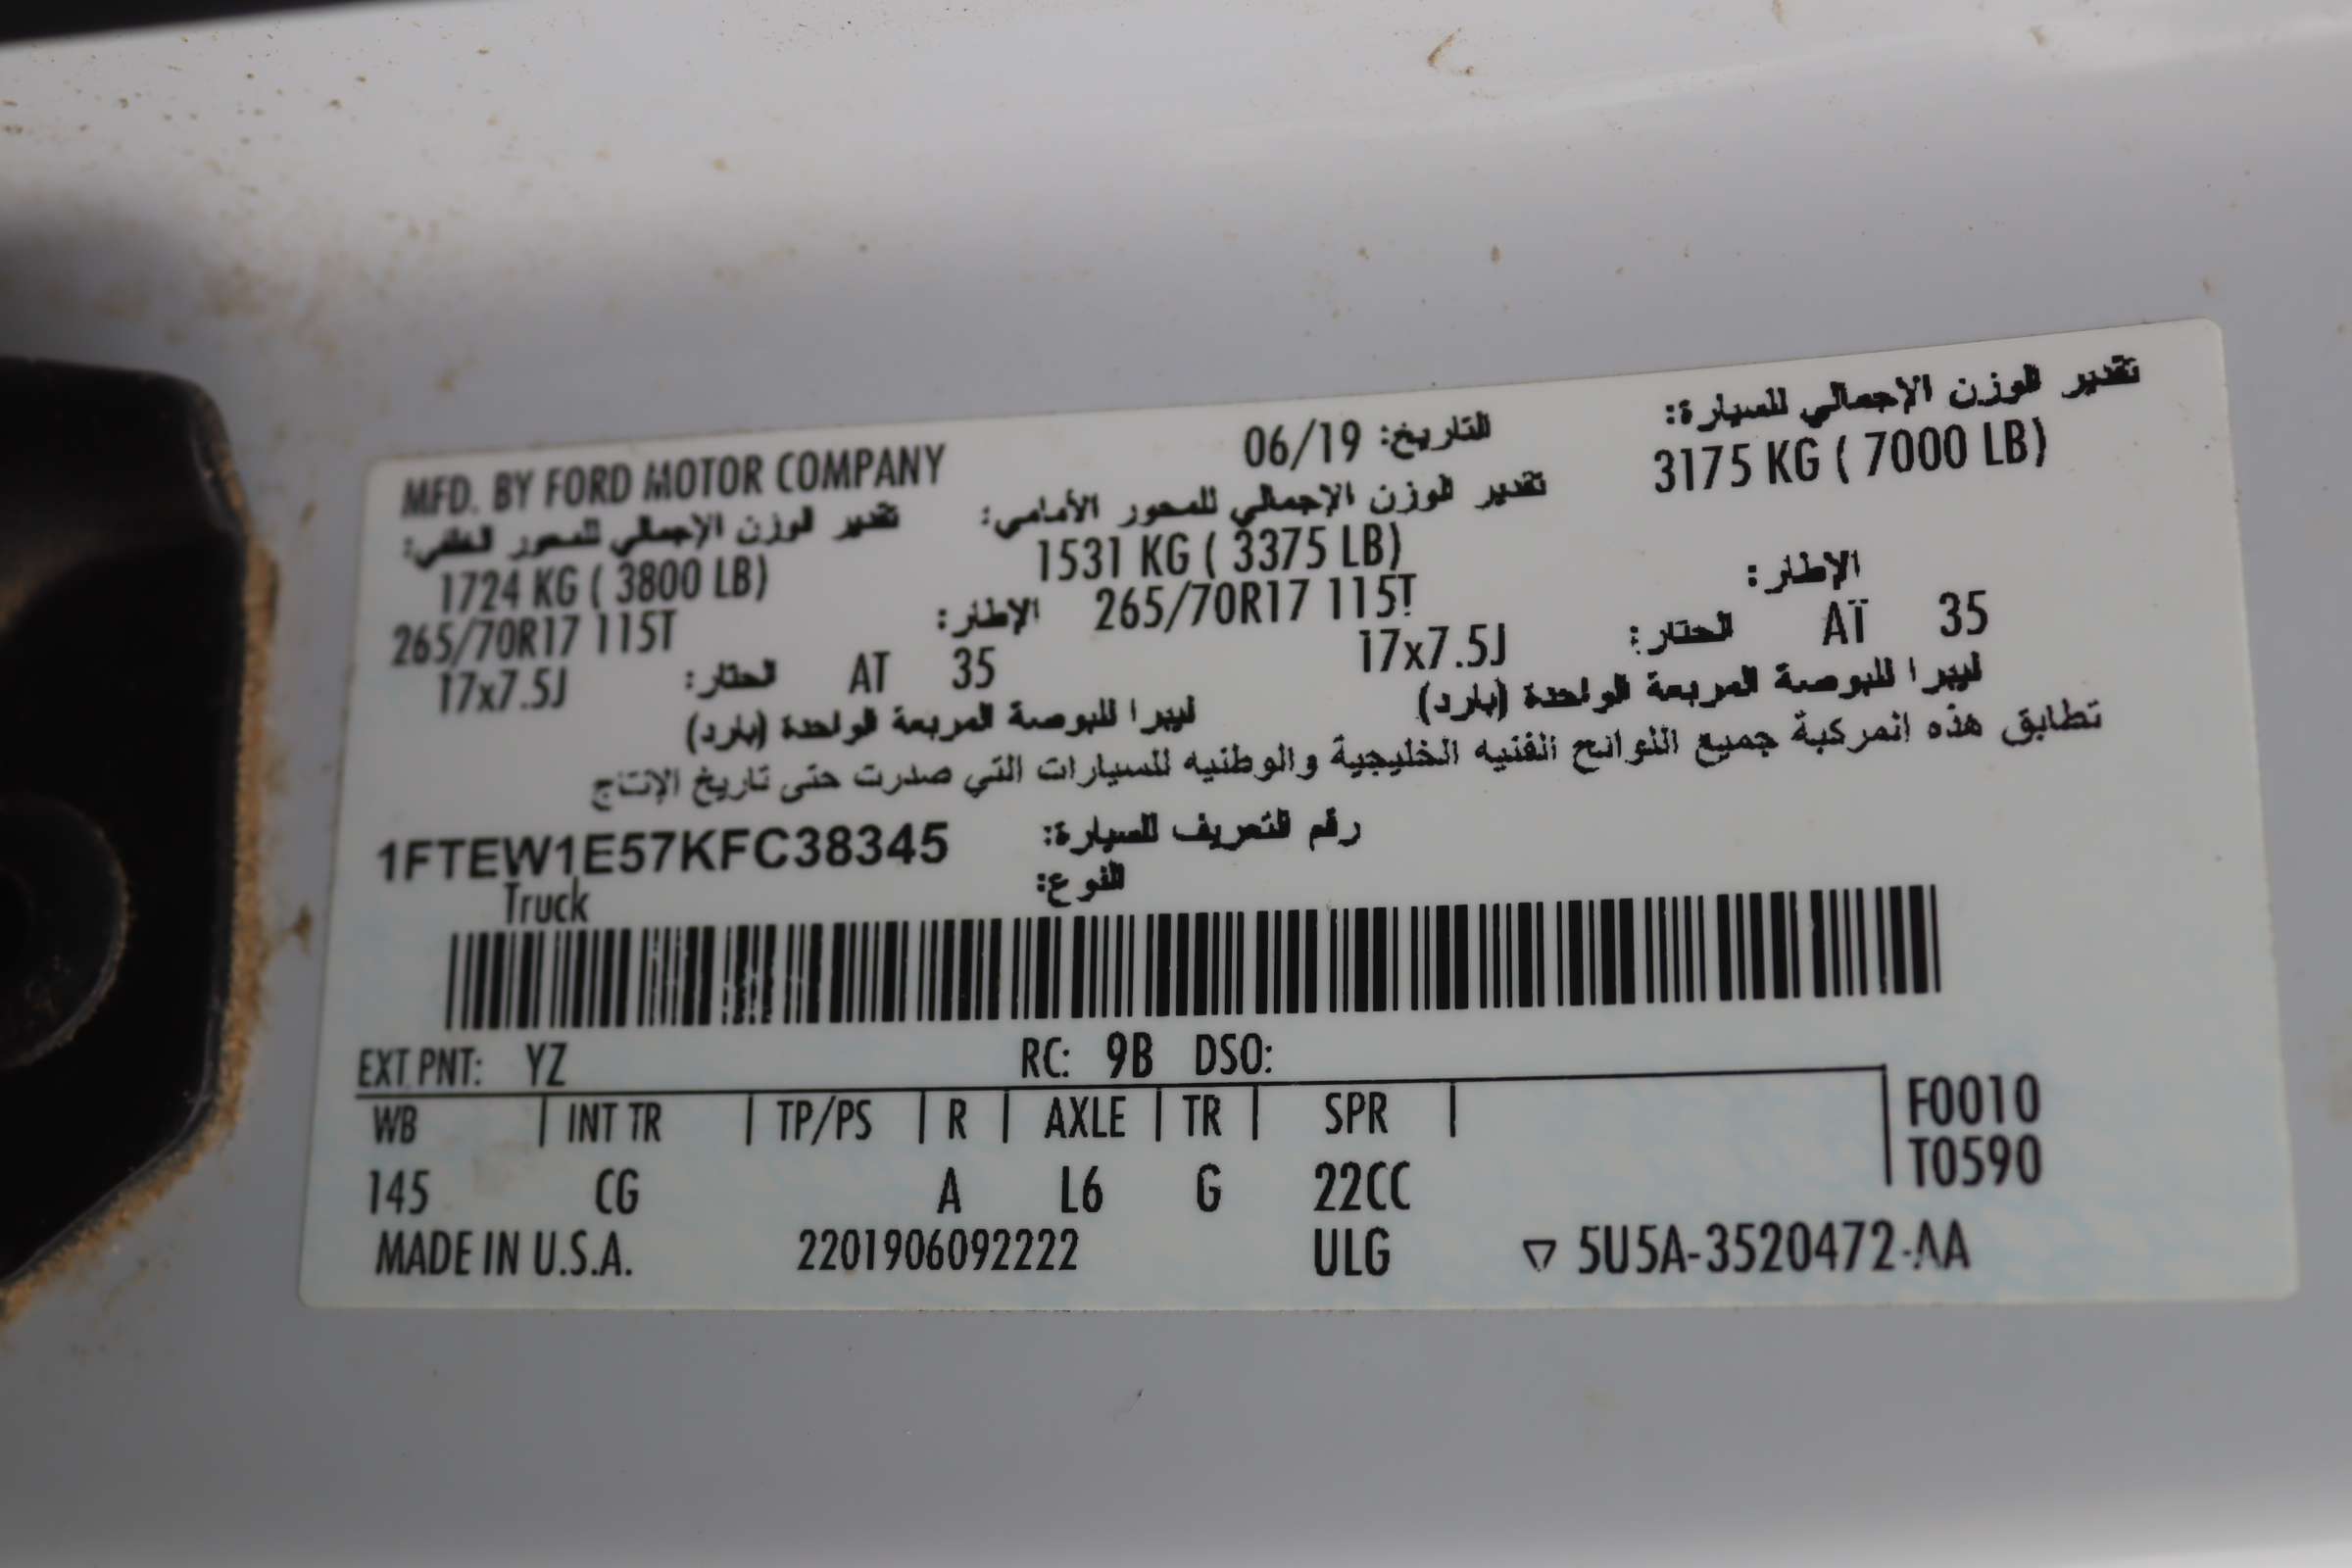 MFD. BY FORD MOTOR COMPANY
التاريخ: 06/19
تقدير الوزن الإجمالي للسيارة:
3175 KG ( 7000 LB)
تقدير الوزن الإجمالي للمحور الأمامي:
1531 KG ( 3375 LB)
تقدير الوزن الإجمالي للمحور الخلفي:
1724 KG ( 3800 LB)
الإطار:
265/70R17 115T
الإطار:
265/70R17 115T
17x7.5J الحتار: AT 35
17x7.5J الحتار: AT 35
ليبرا للبوصة المربعة الواحدة (بارد)
ليبرا للبوصة المربعة الواحدة (بارد)
تطابق هذه المركبة جميع اللوائح الفنيه الخليجية والوطنيه للسيارات التي صدرت حتى تاريخ الإنتاج
رقم التعريف للسيارة: 1FTEW1E57KFC38345
النوع: Truck
EXT PNT: YZ RC: 9B DSO:
WB | INT TR | TP/PS | R | AXLE | TR | SPR |
F0010
T0590
145 CG A L6 G 22CC
MADE IN U.S.A. 2201906092222 ULG ▽ 5U5A-3520472-AA